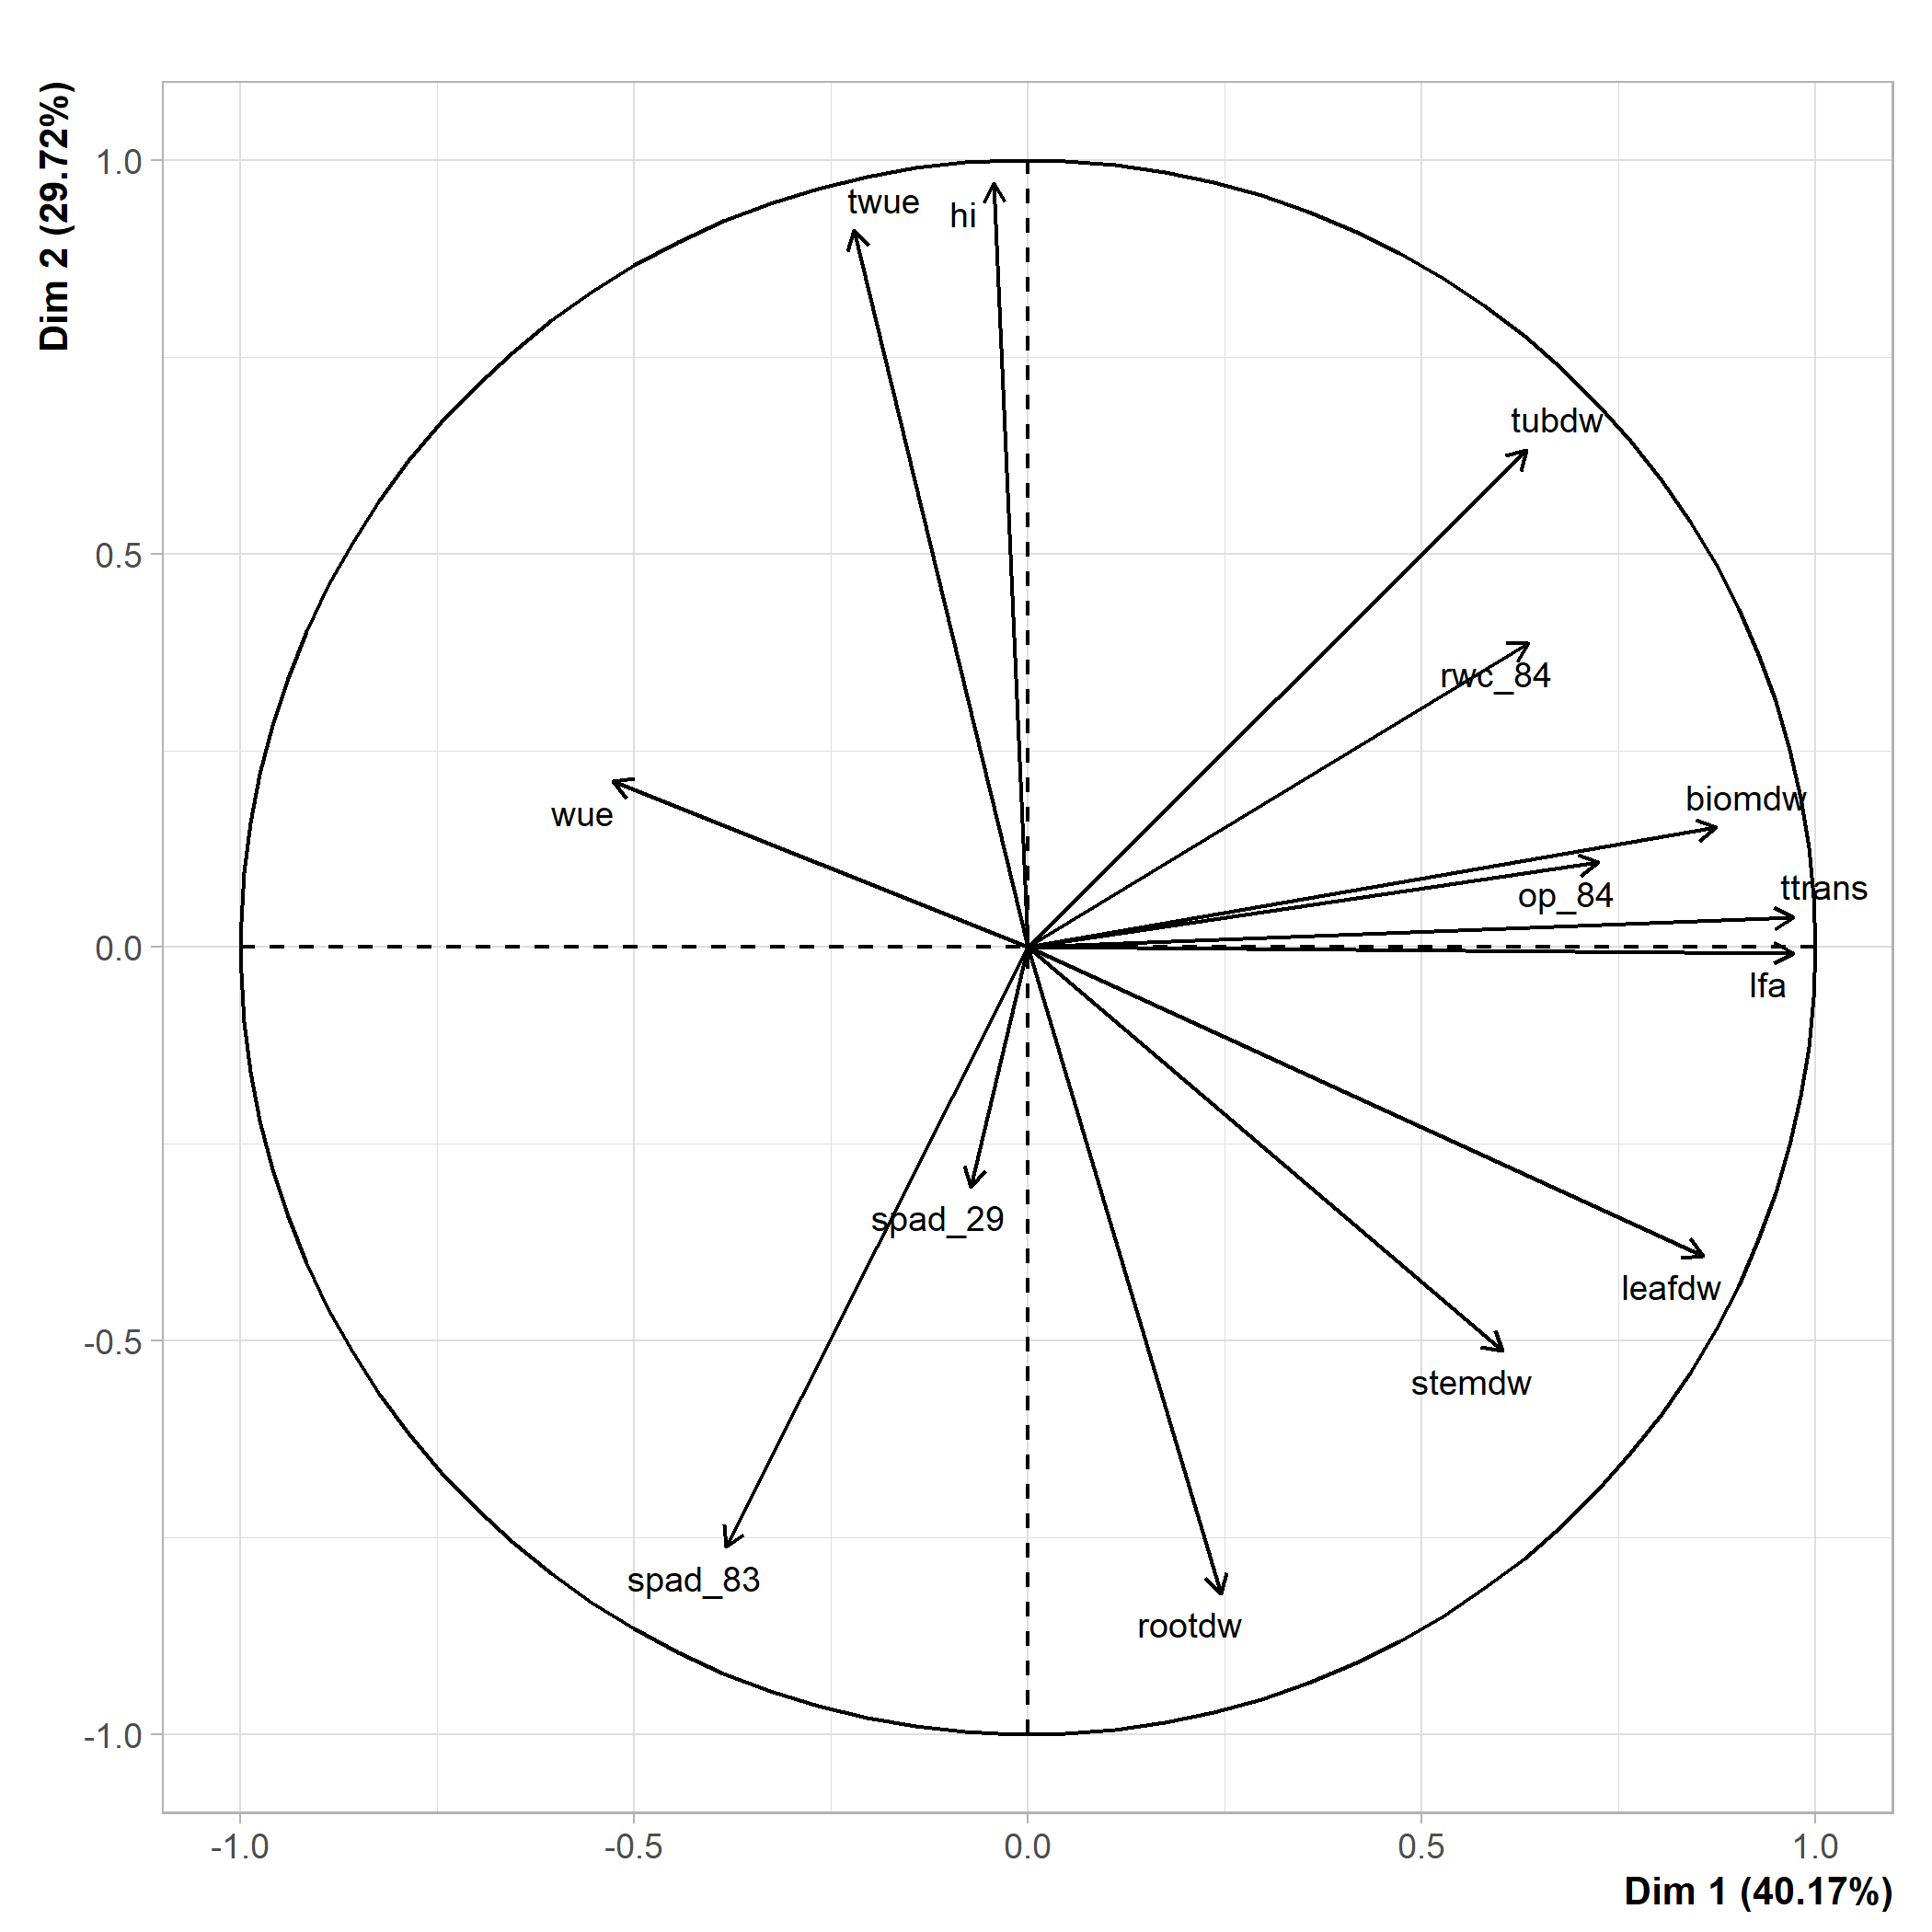 Dim 2 (29.72%)
1.0
0.5
0.0
-0.5
-1.0
twue
hi
tubdw
rwc_84
wue
biomdw
op_84
ttrans
lfa
spad_29
leafdw
stemdw
spad_83
rootdw
-1.0
-0.5
0.0
0.5
1.0
Dim 1 (40.17%)